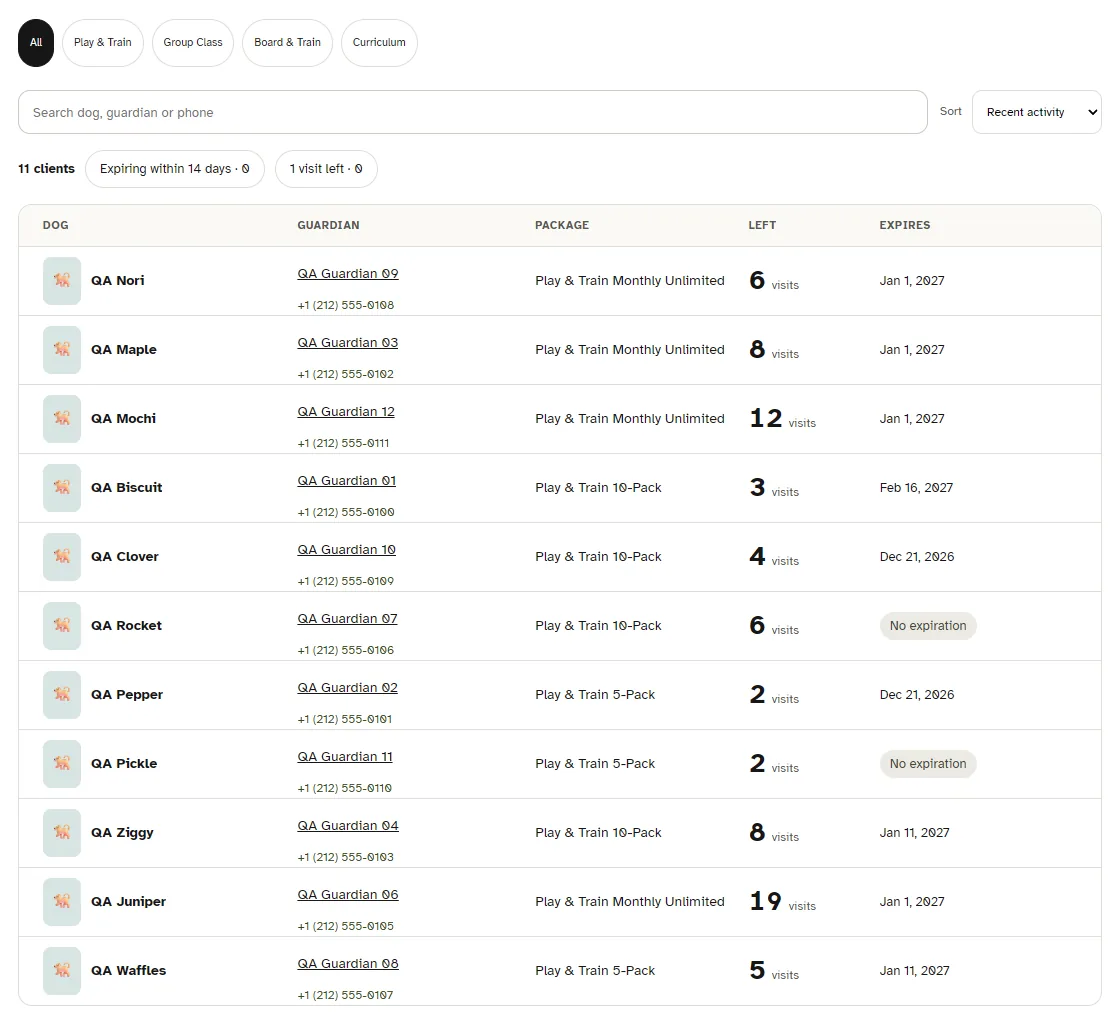 All Play & Train Group Class Board & Train Curriculum
Search dog, guardian or phone Sort Recent activity
11 clients Expiring within 14 days · 0 1 visit left · 0
DOG GUARDIAN PACKAGE LEFT EXPIRES
QA Nori QA Guardian 09 Play & Train Monthly Unlimited 6 visits Jan 1, 2027
+1 (212) 555-0108
QA Maple QA Guardian 03 Play & Train Monthly Unlimited 8 visits Jan 1, 2027
+1 (212) 555-0102
QA Mochi QA Guardian 12 Play & Train Monthly Unlimited 12 visits Jan 1, 2027
+1 (212) 555-0111
QA Biscuit QA Guardian 01 Play & Train 10-Pack 3 visits Feb 16, 2027
+1 (212) 555-0100
QA Clover QA Guardian 10 Play & Train 10-Pack 4 visits Dec 21, 2026
+1 (212) 555-0109
QA Rocket QA Guardian 07 Play & Train 10-Pack 6 visits No expiration
+1 (212) 555-0106
QA Pepper QA Guardian 02 Play & Train 5-Pack 2 visits Dec 21, 2026
+1 (212) 555-0101
QA Pickle QA Guardian 11 Play & Train 5-Pack 2 visits No expiration
+1 (212) 555-0110
QA Ziggy QA Guardian 04 Play & Train 10-Pack 8 visits Jan 11, 2027
+1 (212) 555-0103
QA Juniper QA Guardian 06 Play & Train Monthly Unlimited 19 visits Jan 1, 2027
+1 (212) 555-0105
QA Waffles QA Guardian 08 Play & Train 5-Pack 5 visits Jan 11, 2027
+1 (212) 555-0107